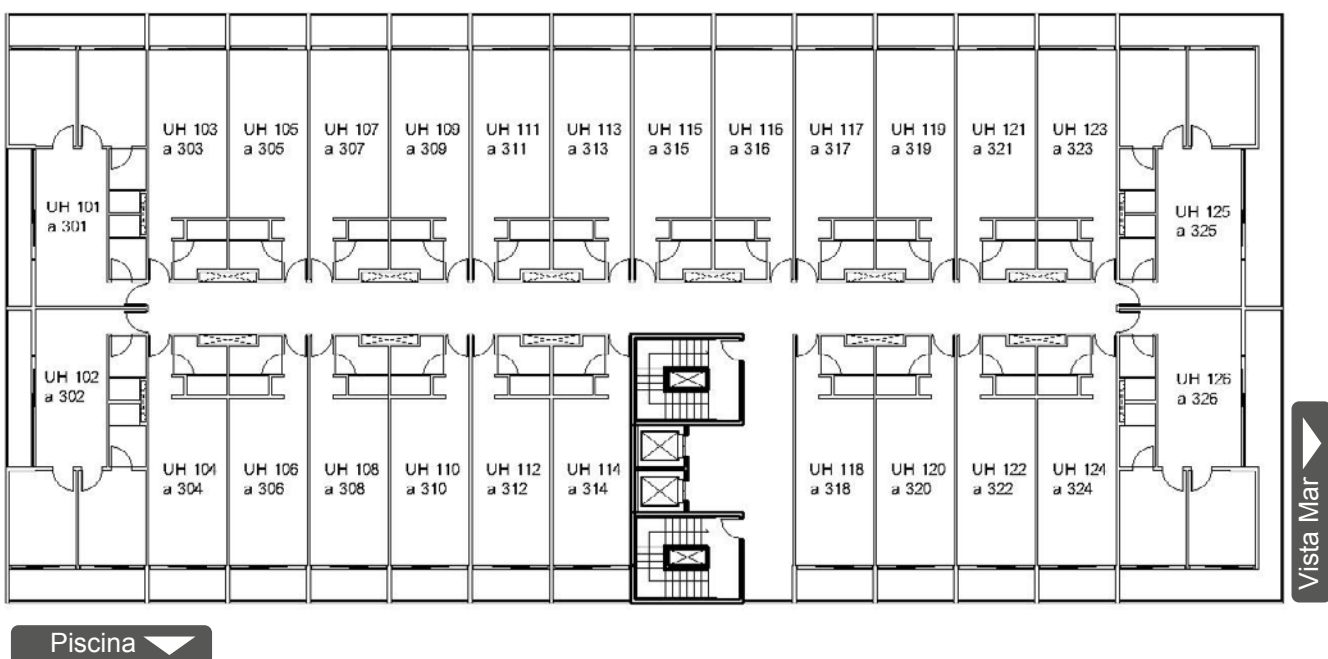 UH 103
a 303
UH 105
a 305
UH 107
a 307
UH 109
a 309
UH 111
a 311
UH 113
a 313
UH 115
a 315
UH 116
a 316
UH 117
a 317
UH 119
a 319
UH 121
a 321
UH 123
a 323
UH 101
a 301
UH 125
a 325
UH 102
a 302
UH 126
a 326
UH 104
a 304
UH 106
a 306
UH 108
a 308
UH 110
a 310
UH 112
a 312
UH 114
a 314
UH 118
a 318
UH 120
a 320
UH 122
a 322
UH 124
a 324
Vista Mar
Piscina